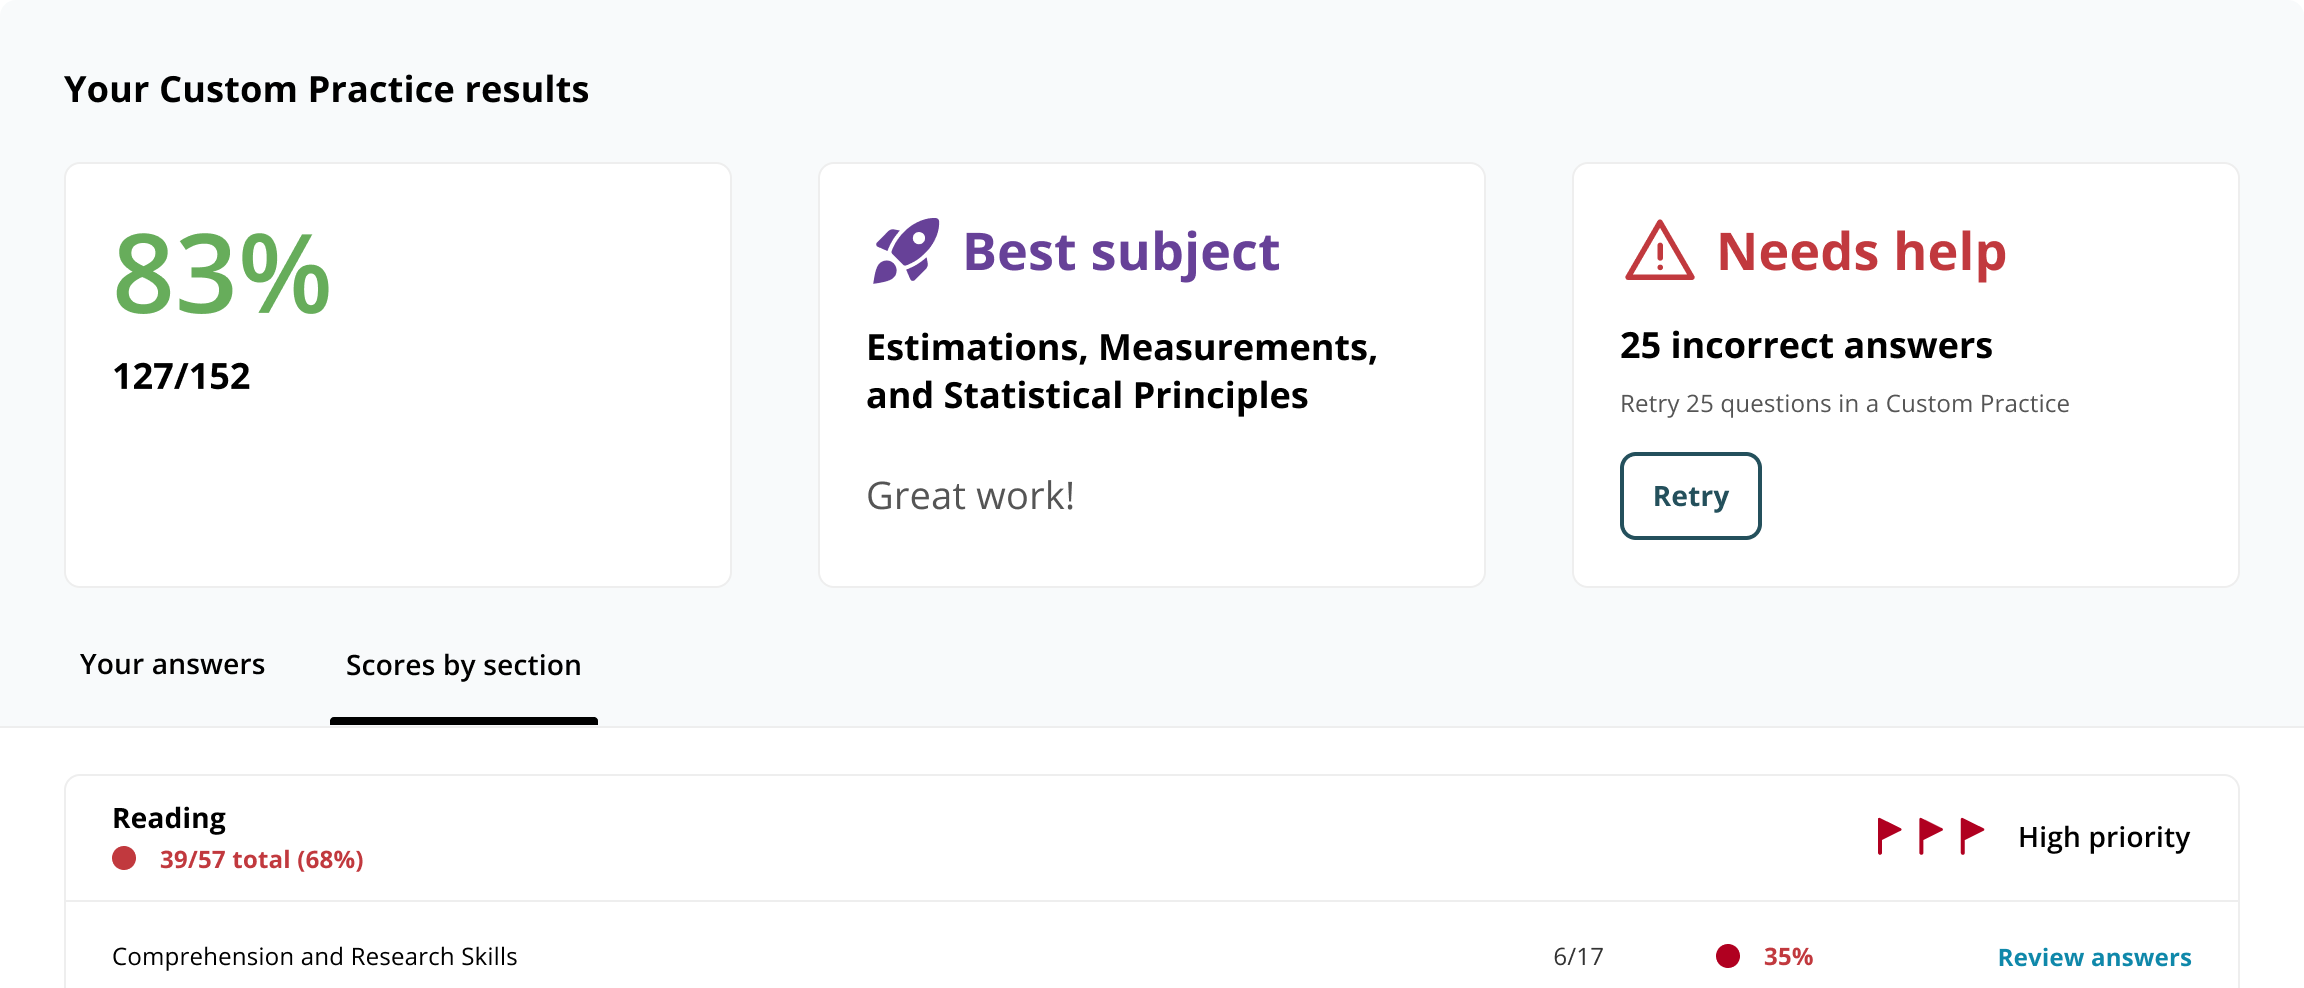 Your Custom Practice results
83%
127/152
Best subject
Estimations, Measurements,
and Statistical Principles
Great work!
Needs help
25 incorrect answers
Retry 25 questions in a Custom Practice
Retry
Your answers
Scores by section
Reading
39/57 total (68%)
High priority
Comprehension and Research Skills
6/17
35%
Review answers